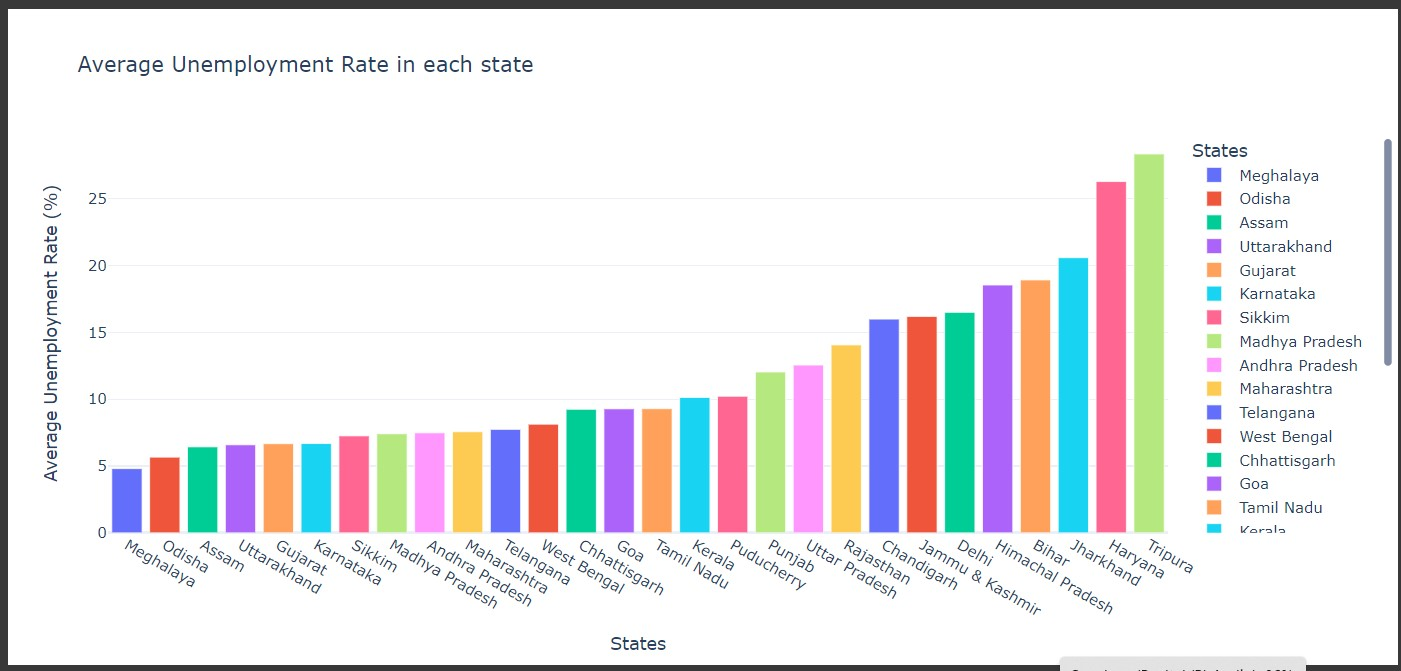 Average Unemployment Rate in each state
Average Unemployment Rate (%)
25
20
15
10
5
0
Meghalaya
Odisha
Assam
Uttarakhand
Gujarat
Karnataka
Sikkim
Madhya Pradesh
Andhra Pradesh
Maharashtra
Telangana
West Bengal
Chhattisgarh
Goa
Tamil Nadu
Kerala
Puducherry
Punjab
Uttar Pradesh
Rajasthan
Chandigarh
Jammu & Kashmir
Delhi
Himachal Pradesh
Bihar
Jharkhand
Haryana
Tripura
States
States
Meghalaya
Odisha
Assam
Uttarakhand
Gujarat
Karnataka
Sikkim
Madhya Pradesh
Andhra Pradesh
Maharashtra
Telangana
West Bengal
Chhattisgarh
Goa
Tamil Nadu
Kerala